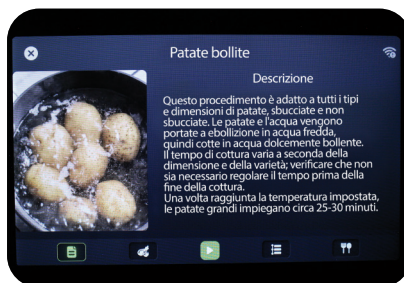 Patate bollite
Descrizione
Questo procedimento è adatto a tutti i tipi
e dimensioni di patate, sbucciate e non
sbucciate. Le patate e l'acqua vengono
portate a ebollizione in acqua fredda,
quindi cotte in acqua dolcemente bollente.
Il tempo di cottura varia a seconda della
dimensione e della varietà; verificare che non
sia necessario regolare il tempo prima della
fine della cottura.
Una volta raggiunta la temperatura impostata,
le patate grandi impiegano circa 25-30 minuti.